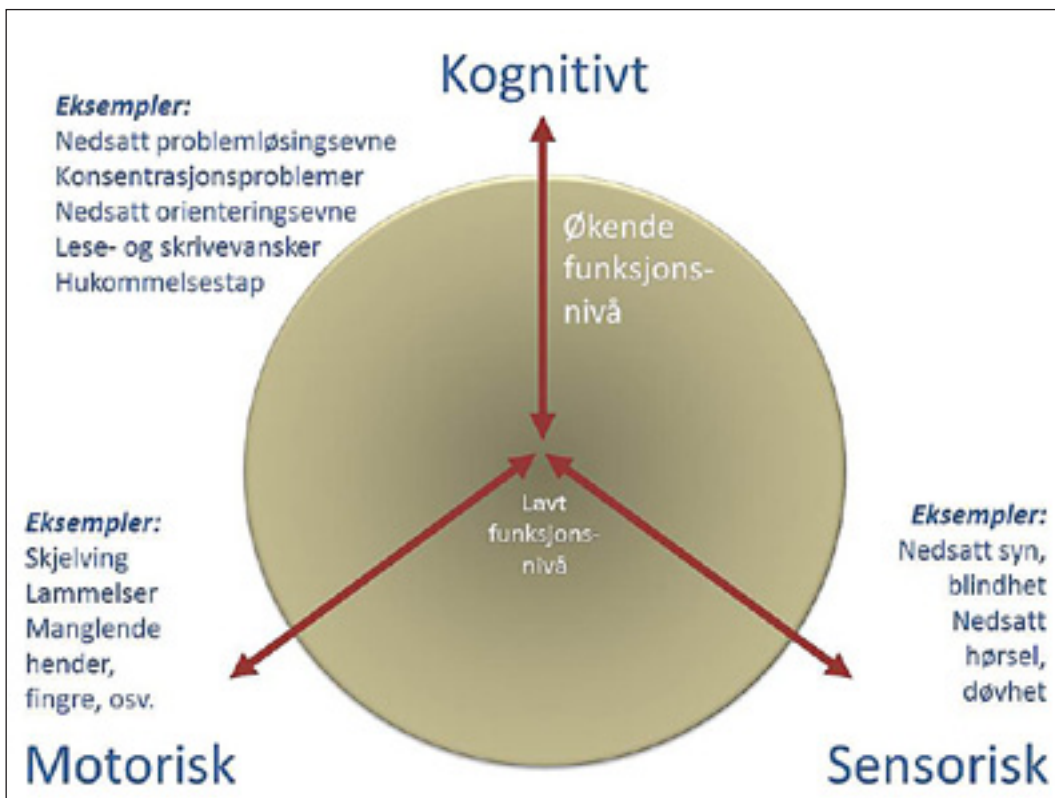 Kognitivt
Eksempler:
Nedsatt problemløsingsevne
Konsentrasjonsproblemer
Nedsatt orienteringsevne
Lese- og skrivevansker
Hukommelsestap
Økende
funksjons-
nivå
Lavt
funksjons-
nivå
Eksempler:
Skjelving
Lammelser
Manglende
hender,
fingre, osv.
Motorisk
Eksempler:
Nedsatt syn,
blindhet
Nedsatt
hørsel,
døvhet
Sensorisk